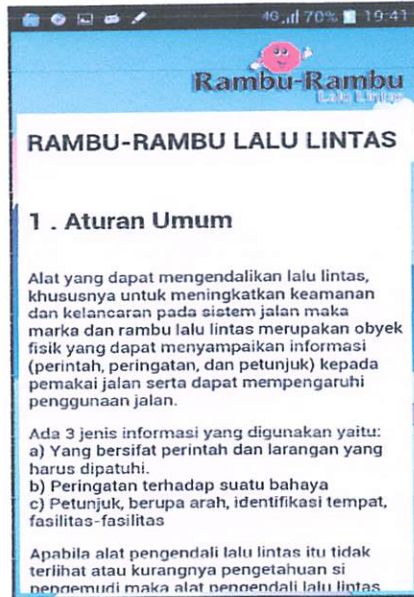 4G 70% 19:41
Rambu-Rambu
Lalu Lintas
RAMBU-RAMBU LALU LINTAS
1 . Aturan Umum
Alat yang dapat mengendalikan lalu lintas,
khususnya untuk meningkatkan keamanan
dan kelancaran pada sistem jalan maka
marka dan rambu lalu lintas merupakan obyek
fisik yang dapat menyampaikan informasi
(perintah, peringatan, dan petunjuk) kepada
pemakai jalan serta dapat mempengaruhi
penggunaan jalan.
Ada 3 jenis informasi yang digunakan yaitu:
a) Yang bersifat perintah dan larangan yang
harus dipatuhi.
b) Peringatan terhadap suatu bahaya
c) Petunjuk, berupa arah, identifikasi tempat,
fasilitas-fasilitas
Apabila alat pengendali lalu lintas itu tidak
terlihat atau kurangnya pengetahuan si
pengemudi maka alat pengendali lalu lintas